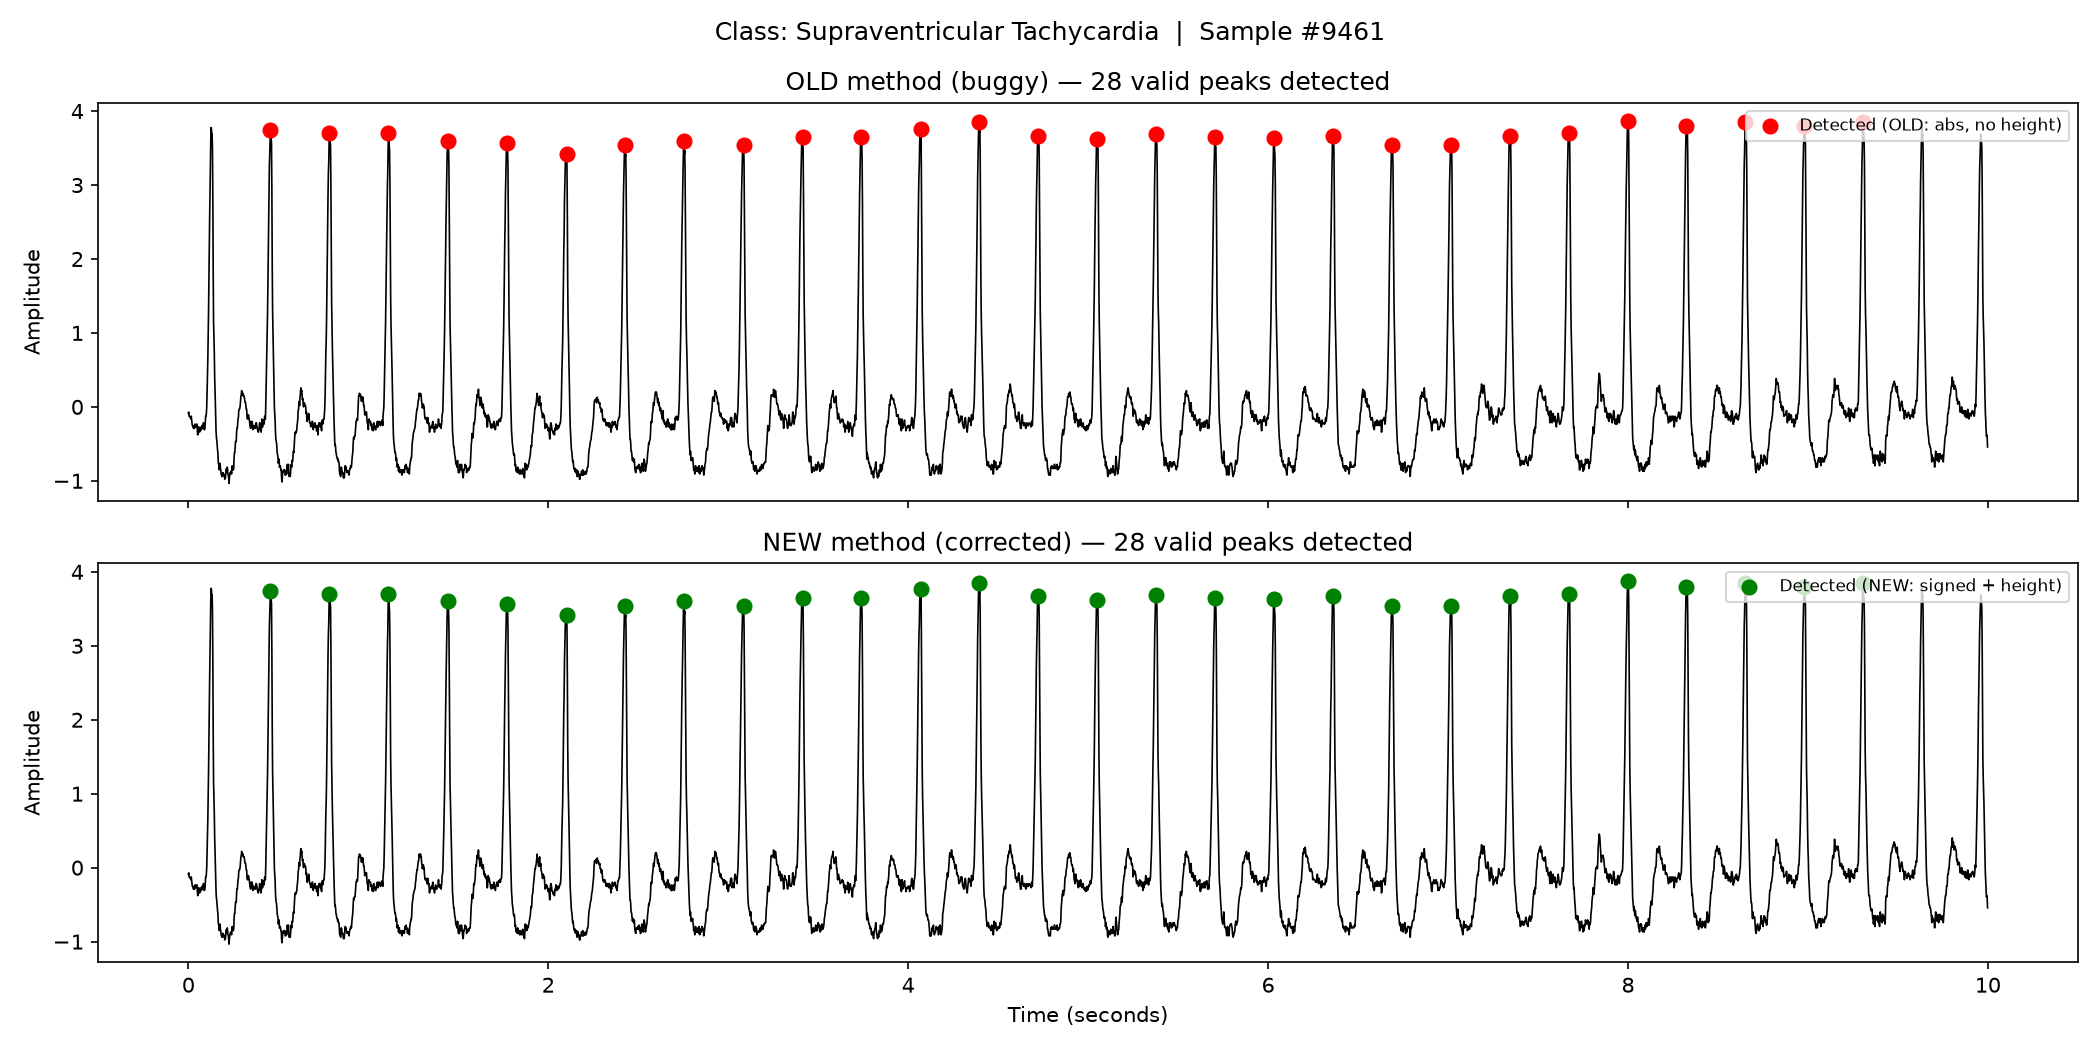 Class: Supraventricular Tachycardia | Sample #9461
OLD method (buggy) — 28 valid peaks detected
4
3
2
1
0
−1
Amplitude
Detected (OLD: abs, no height)
NEW method (corrected) — 28 valid peaks detected
4
3
2
1
0
−1
Amplitude
Detected (NEW: signed + height)
0 2 4 6 8 10
Time (seconds)